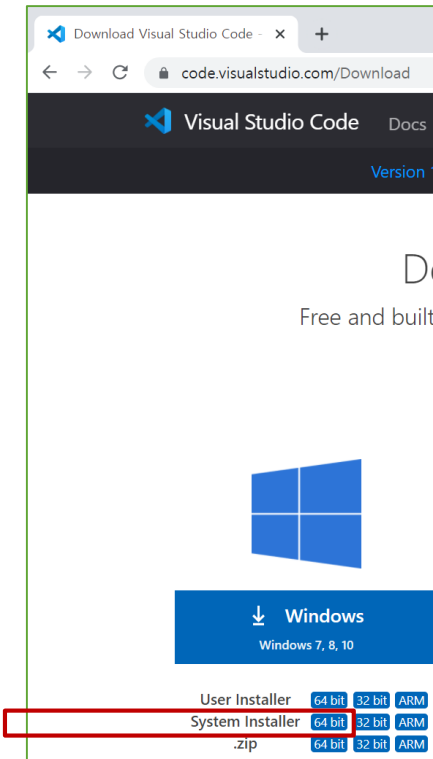 Download Visual Studio Code -
code.visualstudio.com/Download
Visual Studio Code Docs
Version
Free and built
Windows
Windows 7, 8, 10
User Installer 64 bit 32 bit ARM
System Installer 64 bit 32 bit ARM
.zip 64 bit 32 bit ARM